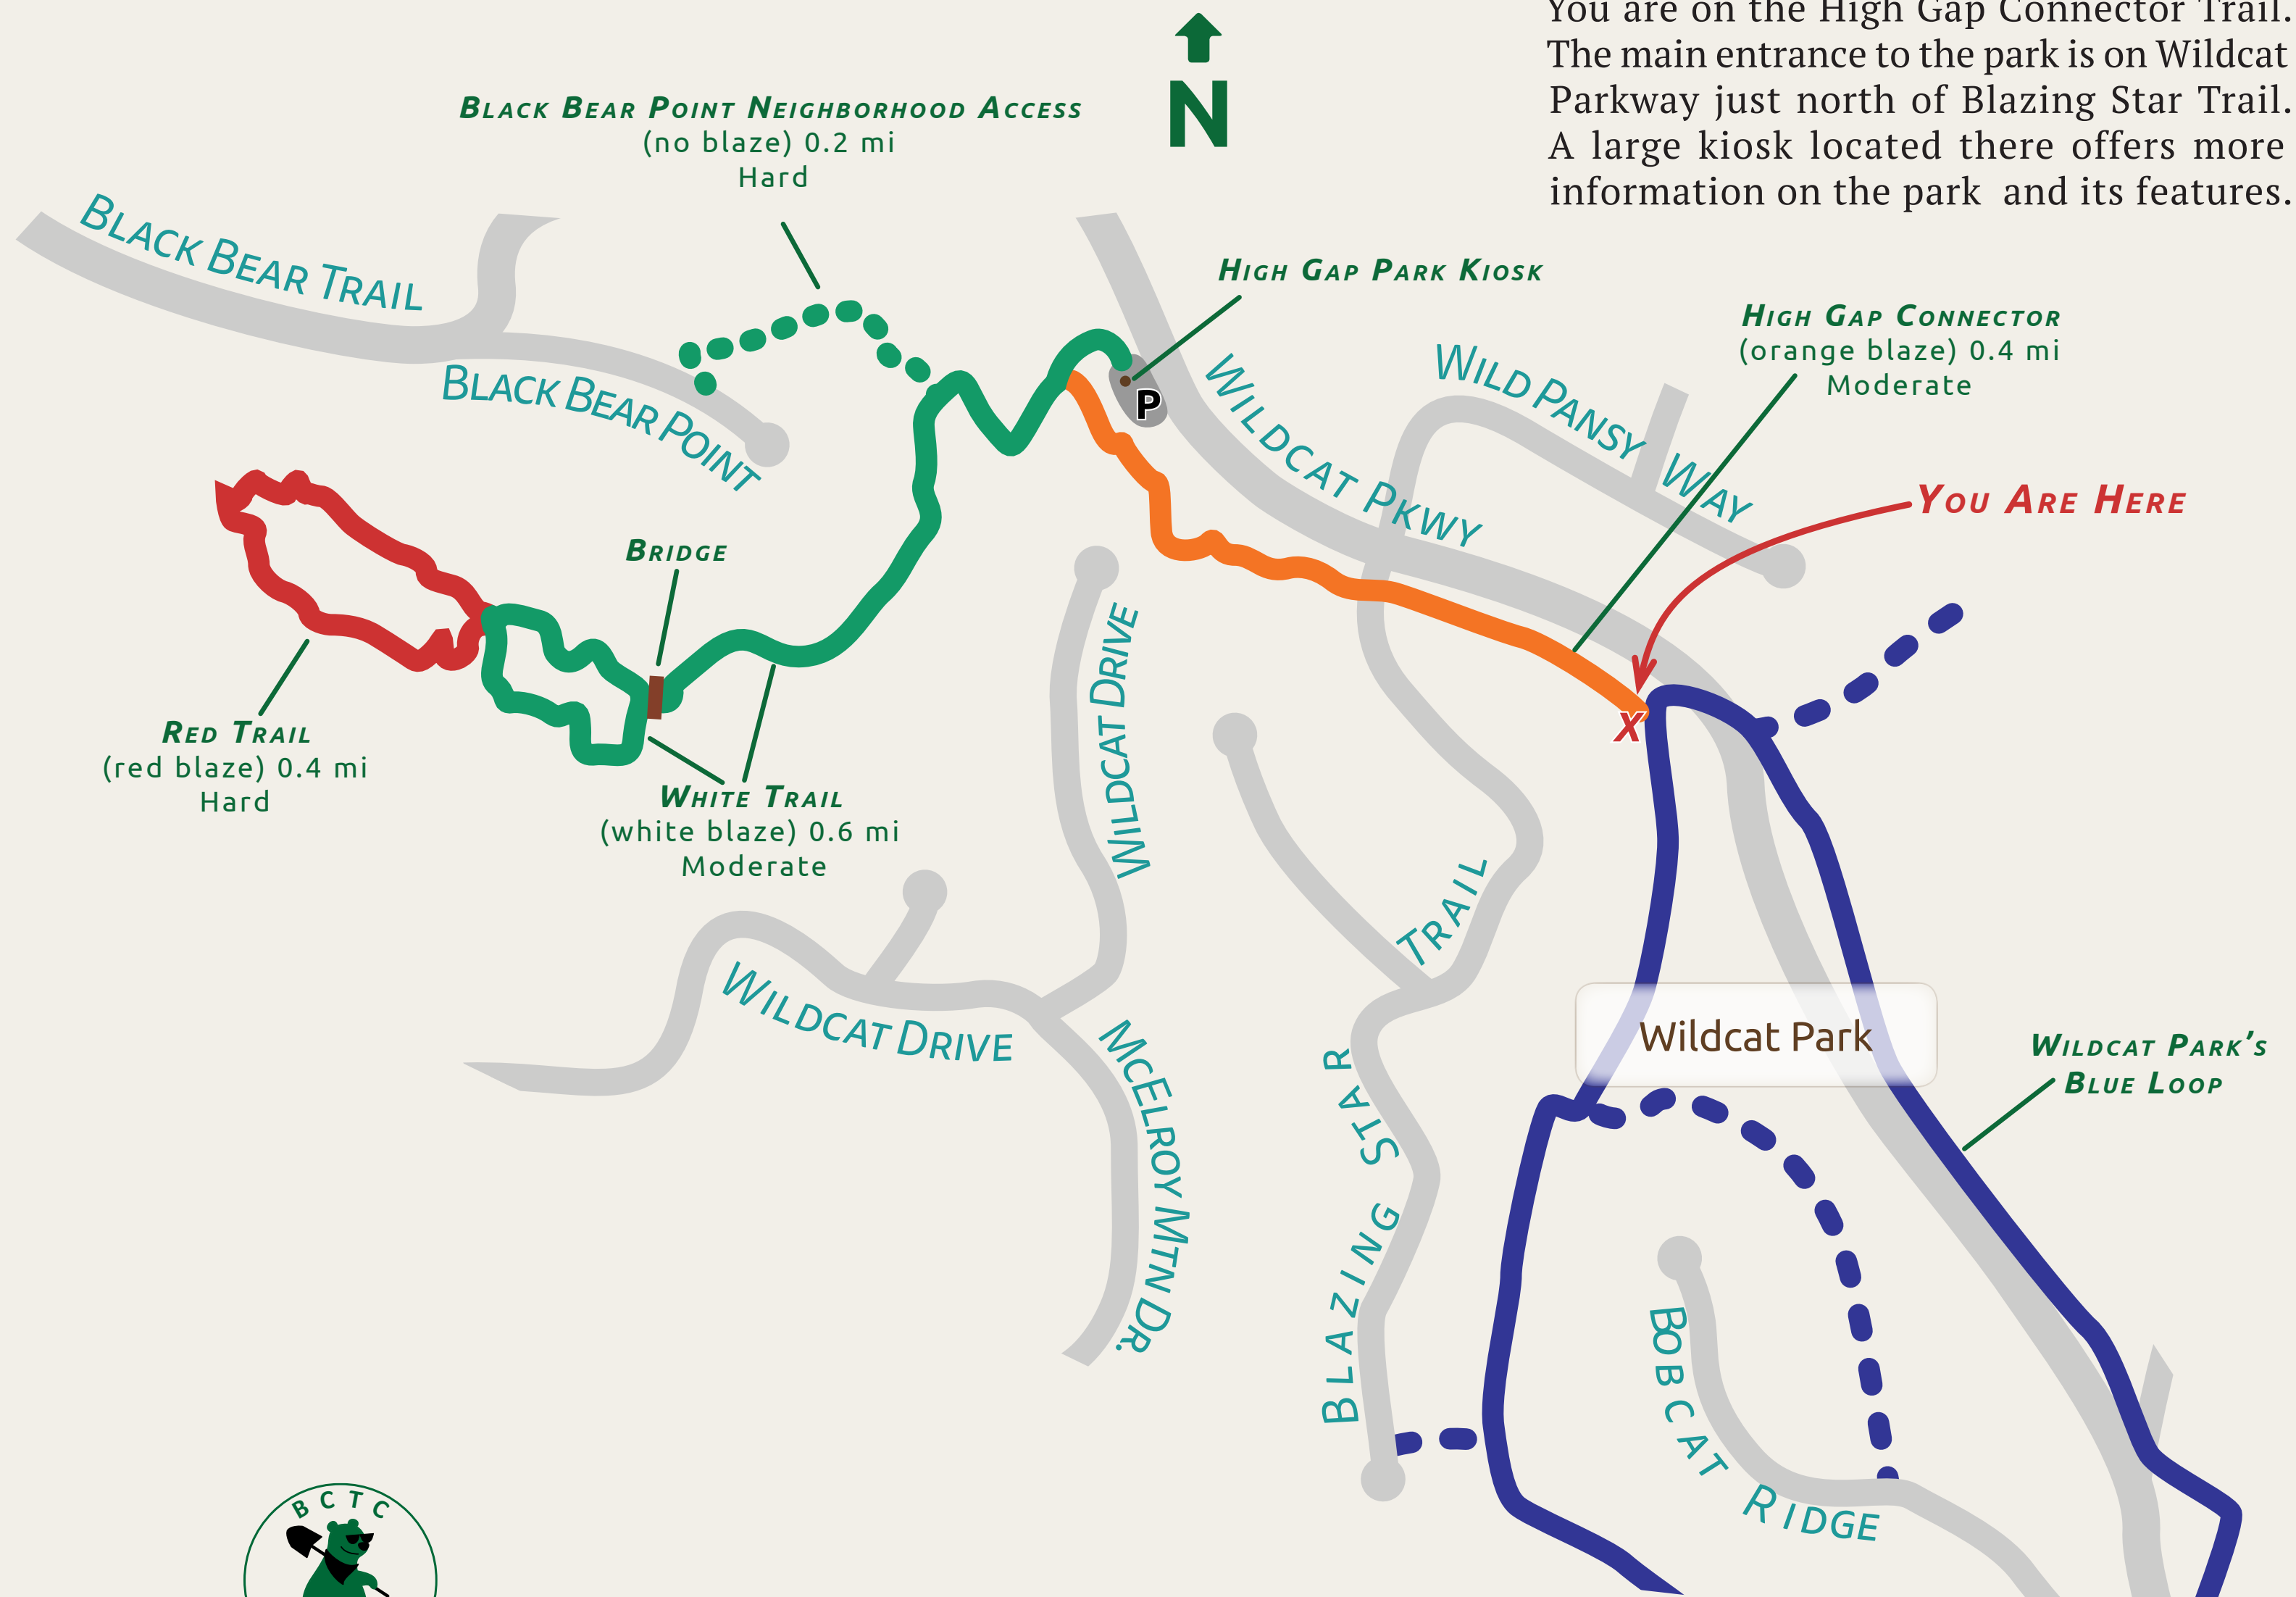 You are on the High Gap Connector Trail.
The main entrance to the park is on Wildcat
Parkway just north of Blazing Star Trail.
A large kiosk located there offers more
information on the park and its features.
N
Black Bear Point Neighborhood Access
(no blaze) 0.2 mi
Hard
Black Bear Trail
Black Bear Point
High Gap Park Kiosk
P
High Gap Connector
(orange blaze) 0.4 mi
Moderate
Wildcat Pkwy
Wild Pansy Way
You Are Here
X
Bridge
Red Trail
(red blaze) 0.4 mi
Hard
White Trail
(white blaze) 0.6 mi
Moderate
Wildcat Drive
Wildcat Drive
McElroy Mtn Dr.
Blazing Star Trail
Wildcat Park
Wildcat Park’s
Blue Loop
Bobcat Ridge
BCTC